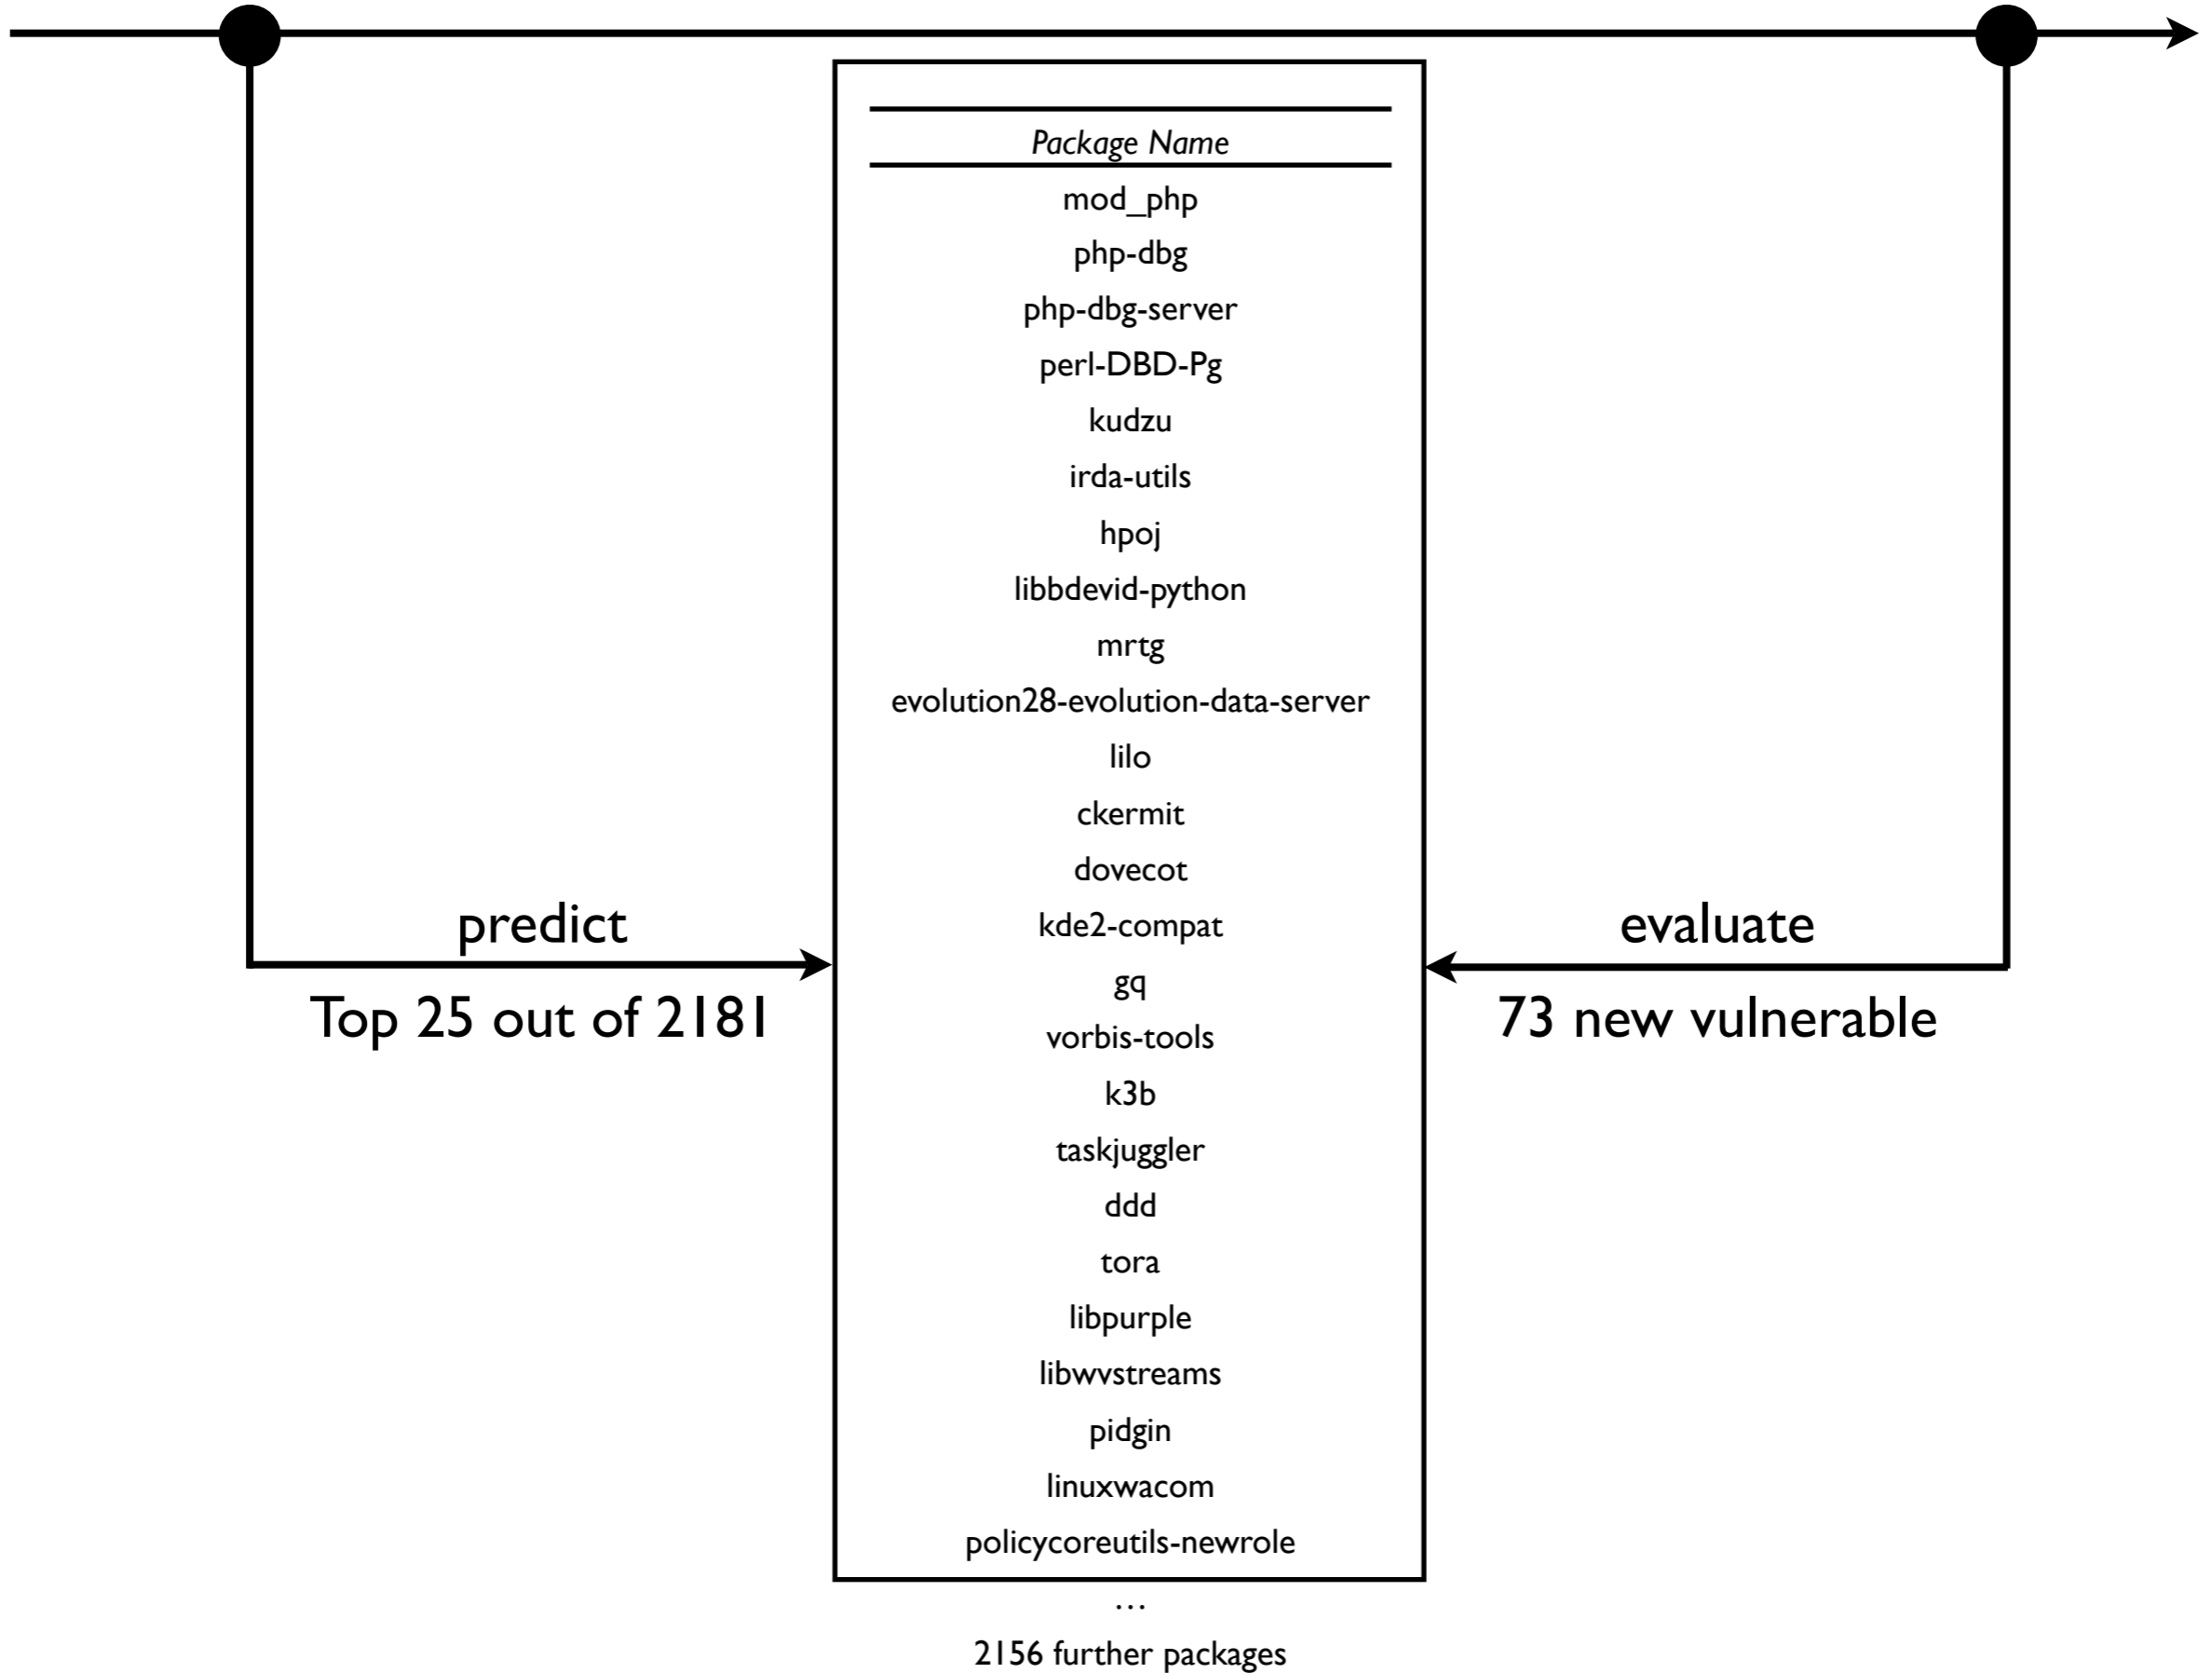 Package Name
mod_php
php-dbg
php-dbg-server
perl-DBD-Pg
kudzu
irda-utils
hpoj
libbdevid-python
mrtg
evolution28-evolution-data-server
lilo
ckermit
dovecot
kde2-compat
gq
vorbis-tools
k3b
taskjuggler
ddd
tora
libpurple
libwvstreams
pidgin
linuxwacom
policycoreutils-newrole
…
2156 further packages
predict
Top 25 out of 2181
evaluate
73 new vulnerable